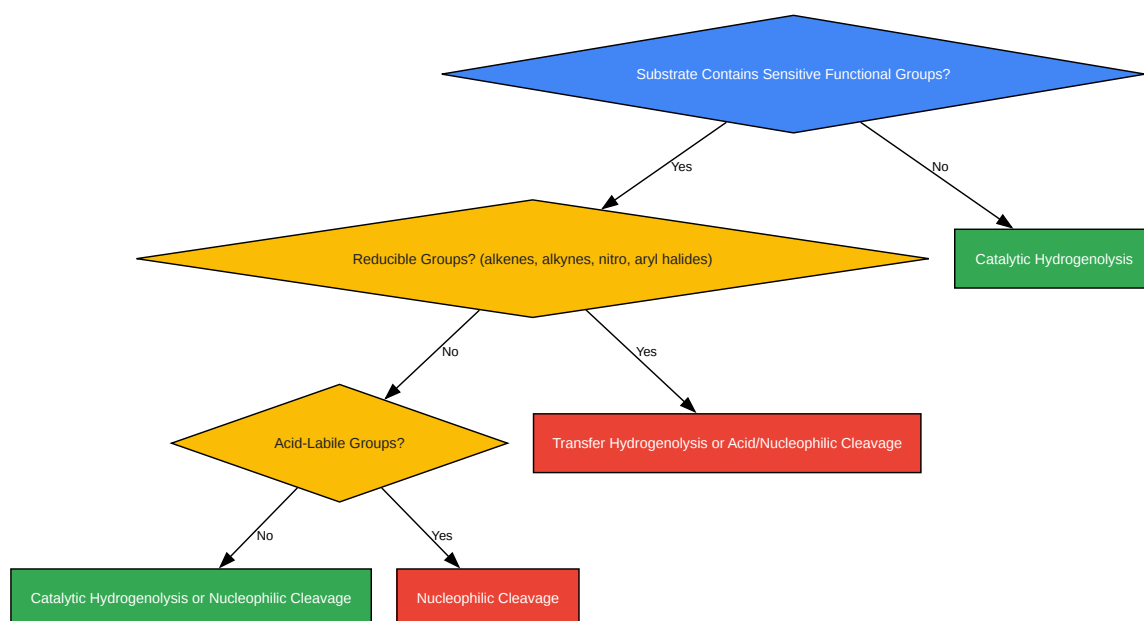 Substrate Contains Sensitive Functional Groups?
Yes
No
Reducible Groups? (alkenes, alkynes, nitro, aryl halides)
Catalytic Hydrogenolysis
No
Yes
Acid-Labile Groups?
Transfer Hydrogenolysis or Acid/Nucleophilic Cleavage
No
Yes
Catalytic Hydrogenolysis or Nucleophilic Cleavage
Nucleophilic Cleavage